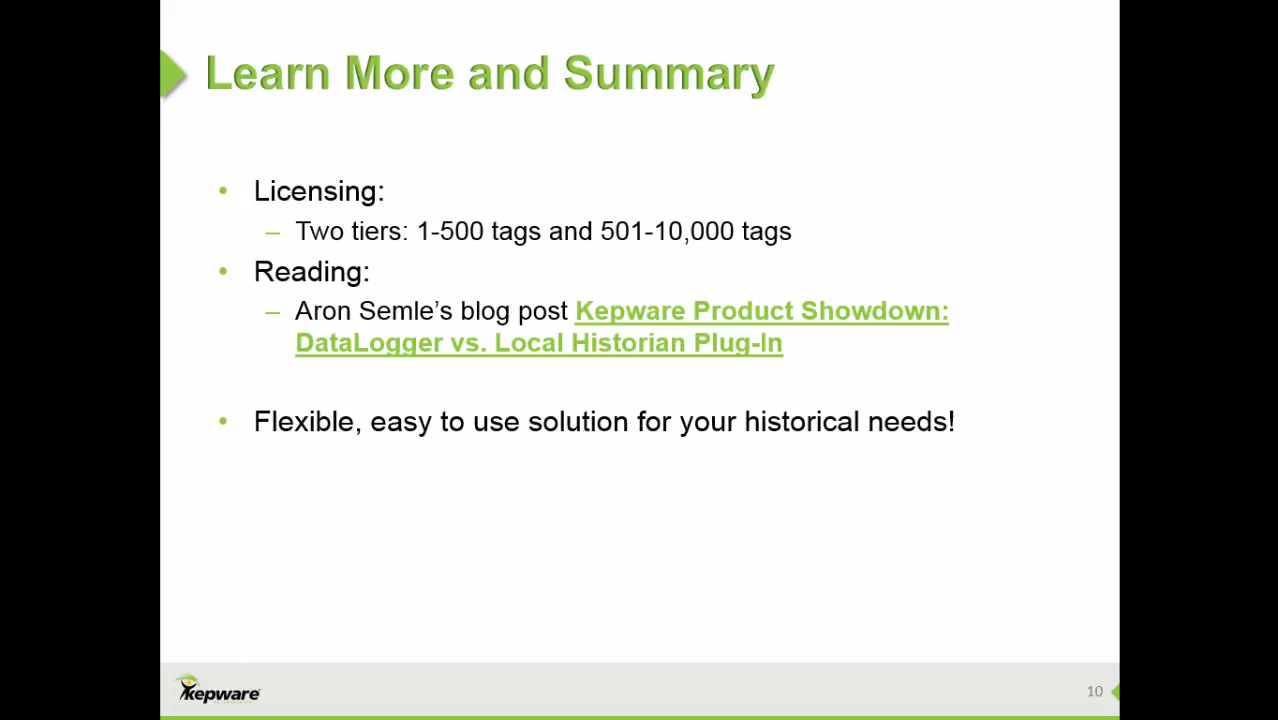 Learn More and Summary
• Licensing:
– Two tiers: 1-500 tags and 501-10,000 tags
• Reading:
– Aron Semle’s blog post Kepware Product Showdown:
DataLogger vs. Local Historian Plug-In
• Flexible, easy to use solution for your historical needs!
kepware
10